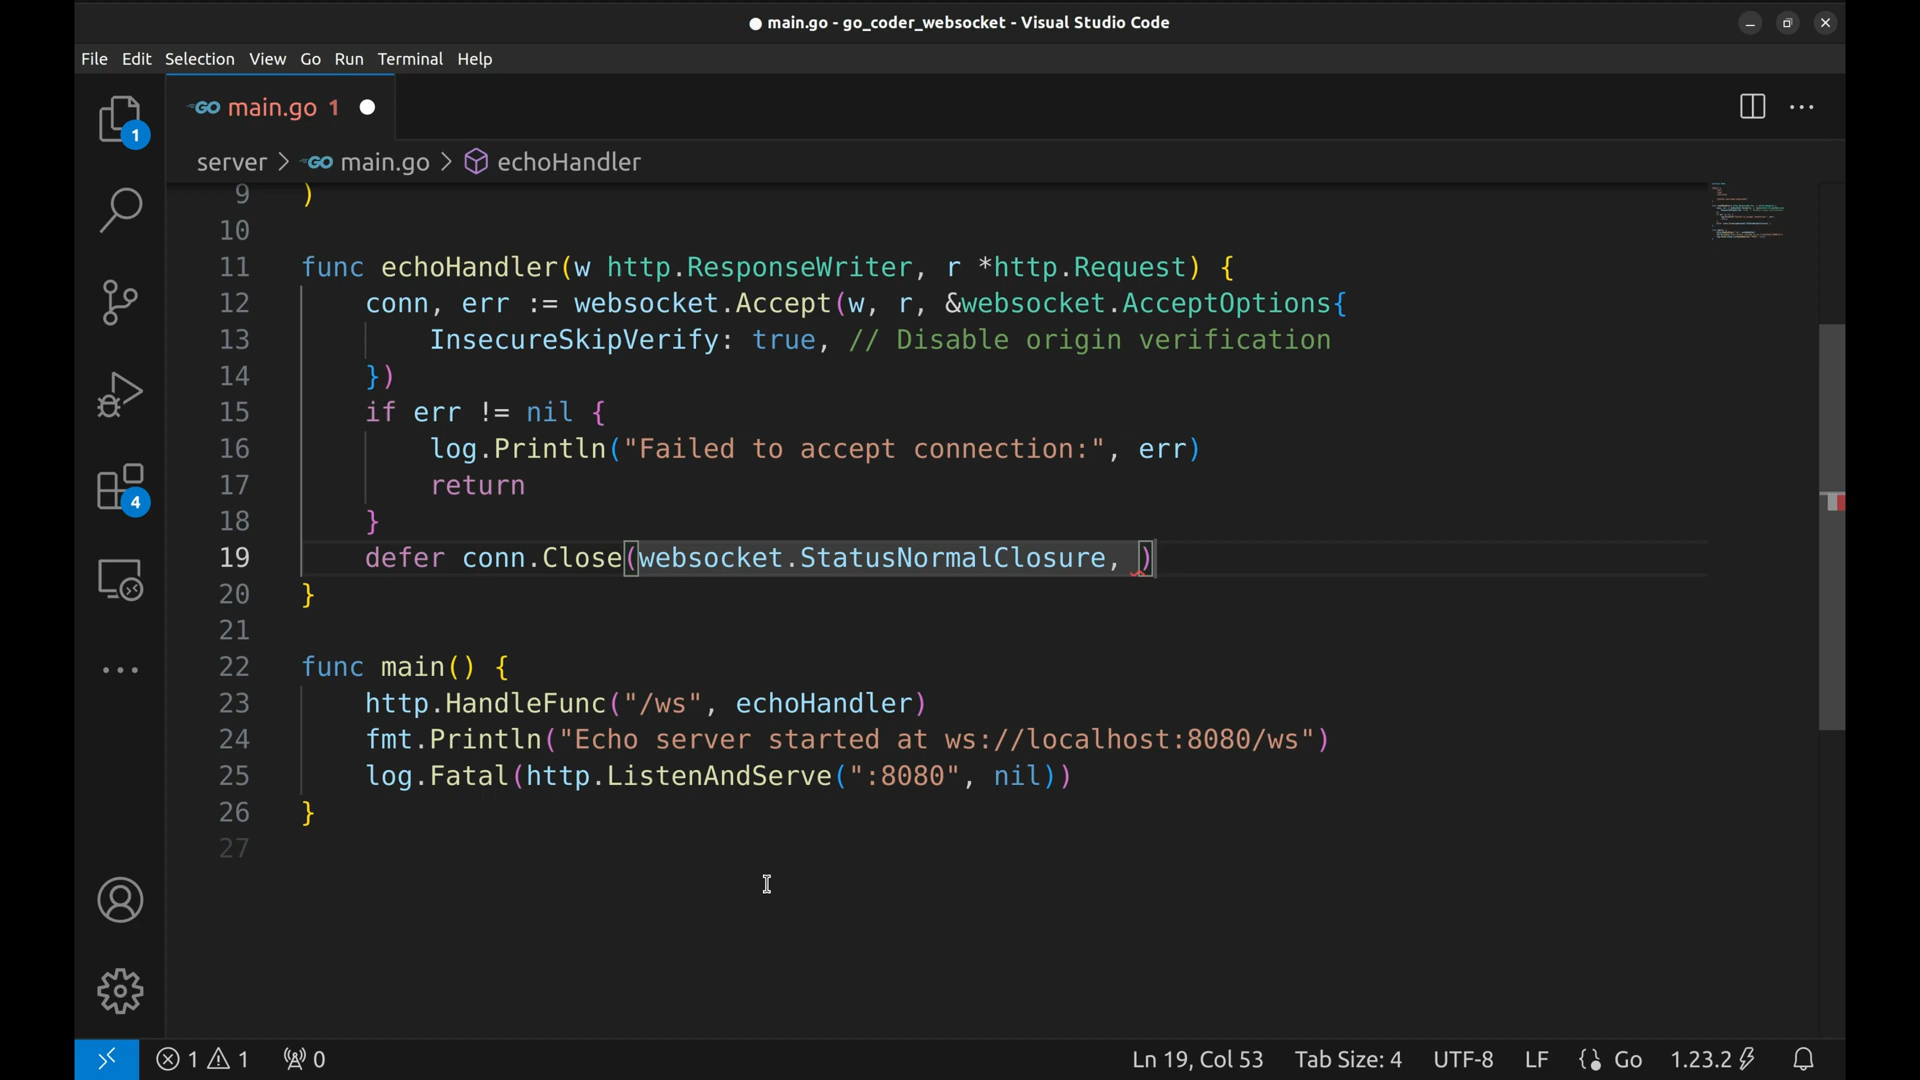 ● main.go - go_coder_websocket - Visual Studio Code
File Edit Selection View Go Run Terminal Help
GO main.go 1
1
server > GO main.go > echoHandler
9 )
10
11 func echoHandler(w http.ResponseWriter, r *http.Request) {
12 conn, err := websocket.Accept(w, r, &websocket.AcceptOptions{
13 InsecureSkipVerify: true, // Disable origin verification
14 })
15 if err != nil {
16 log.Println("Failed to accept connection:", err)
17 return
4
18 }
19 defer conn.Close(websocket.StatusNormalClosure, )
20 }
21
22 func main() {
23 http.HandleFunc("/ws", echoHandler)
24 fmt.Println("Echo server started at ws://localhost:8080/ws")
25 log.Fatal(http.ListenAndServe(":8080", nil))
26 }
27
1 1 0 Ln 19, Col 53 Tab Size: 4 UTF-8 LF Go 1.23.2